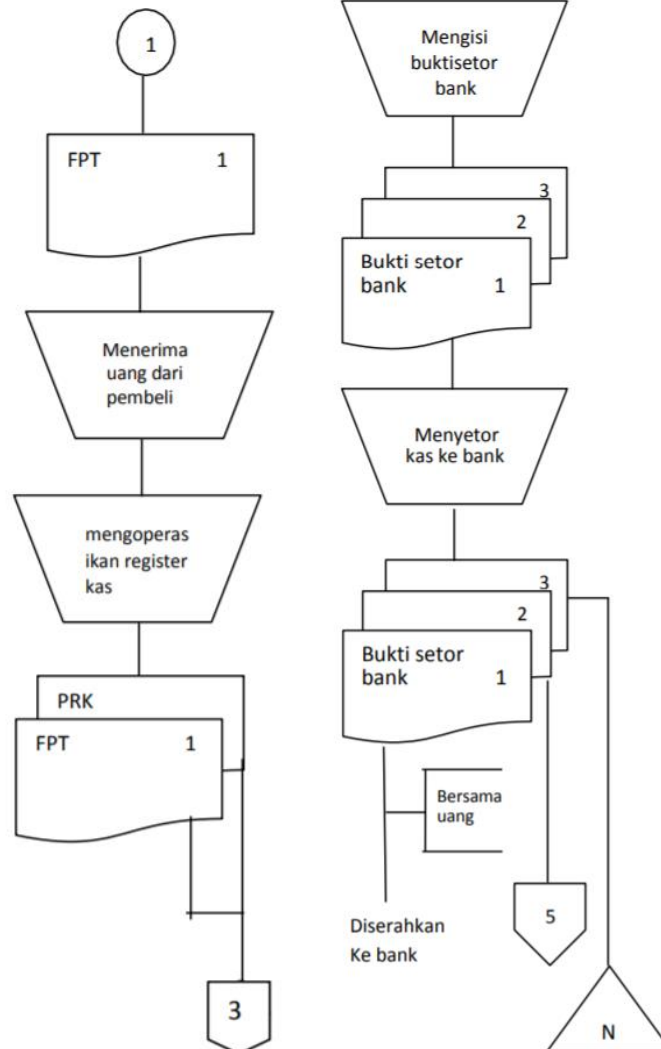 1
FPT 1
Menerima
uang dari
pembeli
mengoperas
ikan register
kas
PRK
FPT 1
3
Mengisi
buktisetor
bank
3
2
Bukti setor
bank 1
Menyetor
kas ke bank
3
2
Bukti setor
bank 1
Bersama
uang
Diserahkan
Ke bank
5
N